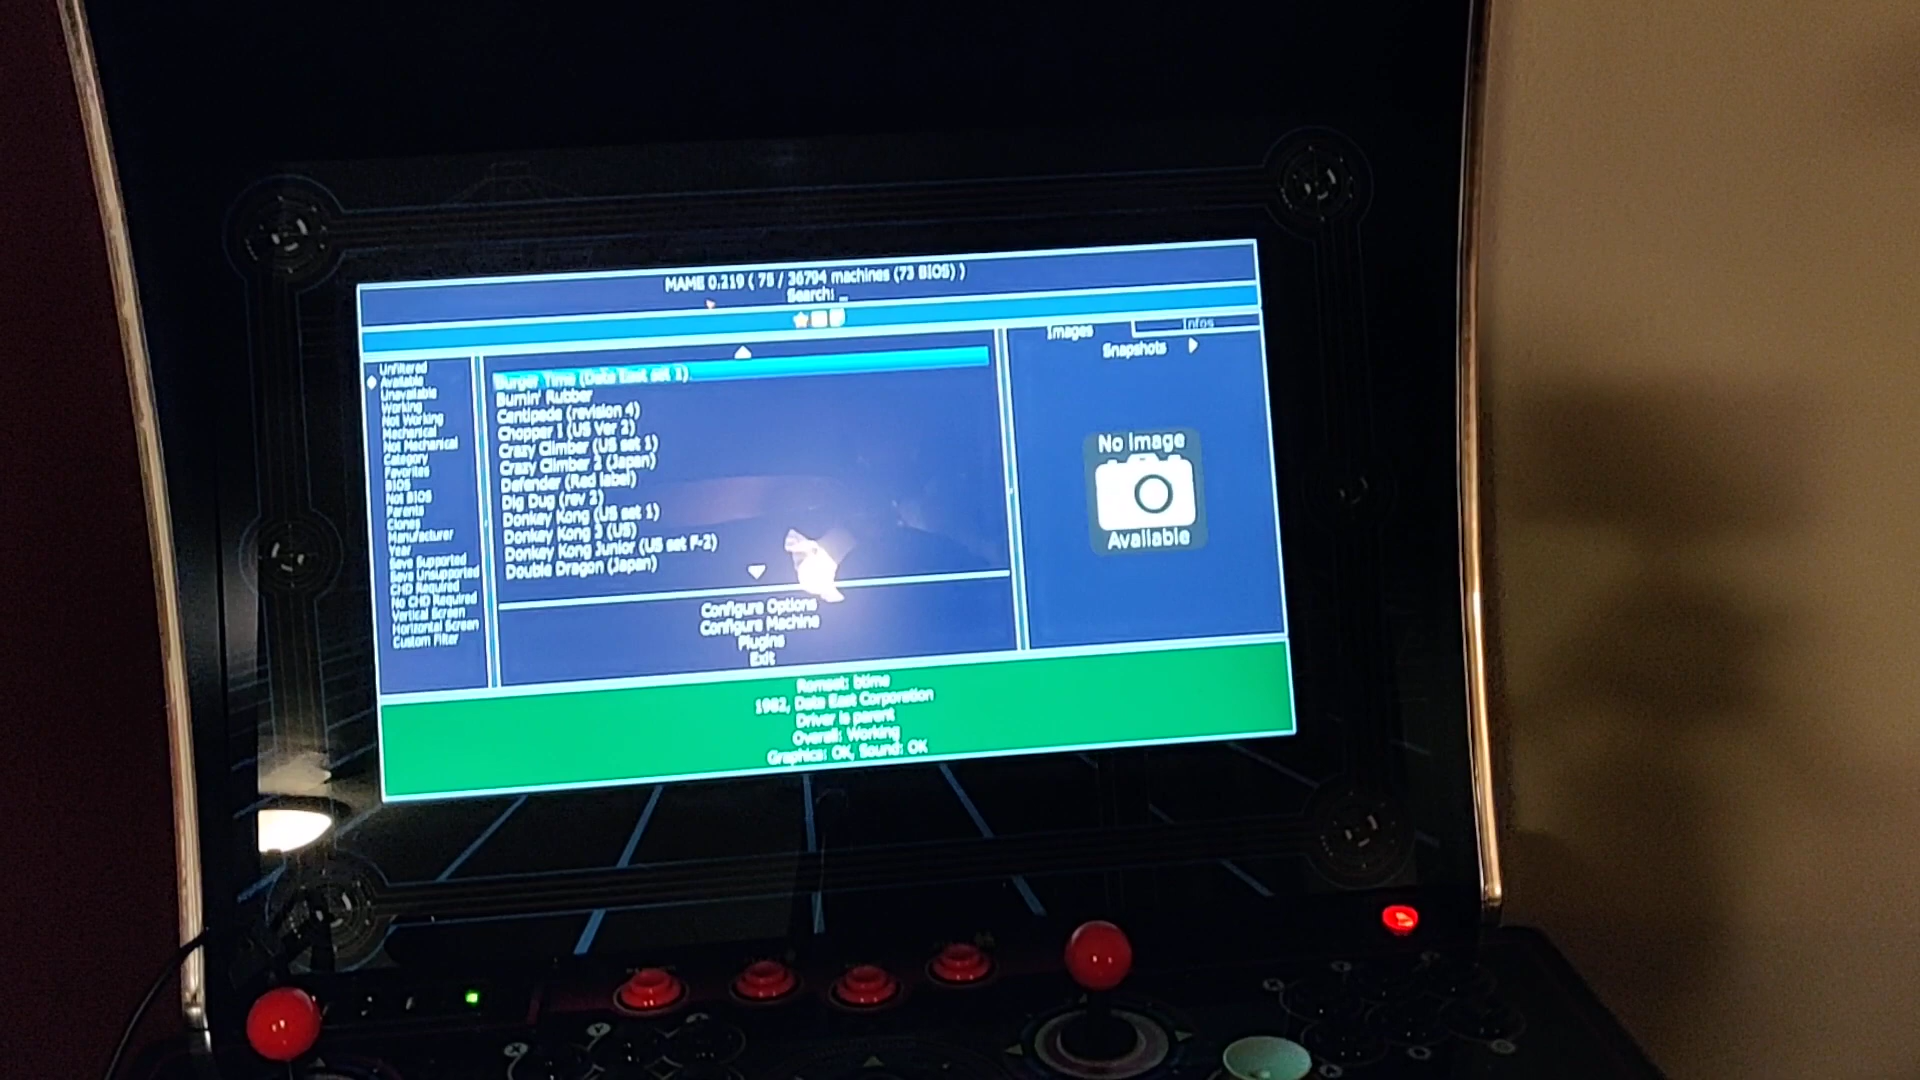 MAME 0.219 ( 75 / 36794 machines (73 BIOS) )
Search: _
Unfiltered
Available
Unavailable
Working
Not Working
Mechanical
Not Mechanical
Category
Favorites
BIOS
Not BIOS
Parents
Clones
Manufacturer
Year
Save Supported
Save Unsupported
CHD Required
No CHD Required
Vertical Screen
Horizontal Screen
Custom Filter
Burger Time (Data East set 1)
Burnin' Rubber
Centipede (revision 4)
Chopper I (US Ver 2)
Crazy Climber (US set 1)
Crazy Climber 2 (Japan)
Defender (Red label)
Dig Dug (rev 2)
Donkey Kong (US set 1)
Donkey Kong 3 (US)
Donkey Kong Junior (US set F-2)
Double Dragon (Japan)
Configure Options
Configure Machine
Plugins
Exit
Images
Infos
Snapshots
No Image
Available
Romset: btime
1982, Data East Corporation
Driver is parent
Overall: Working
Graphics: OK, Sound: OK